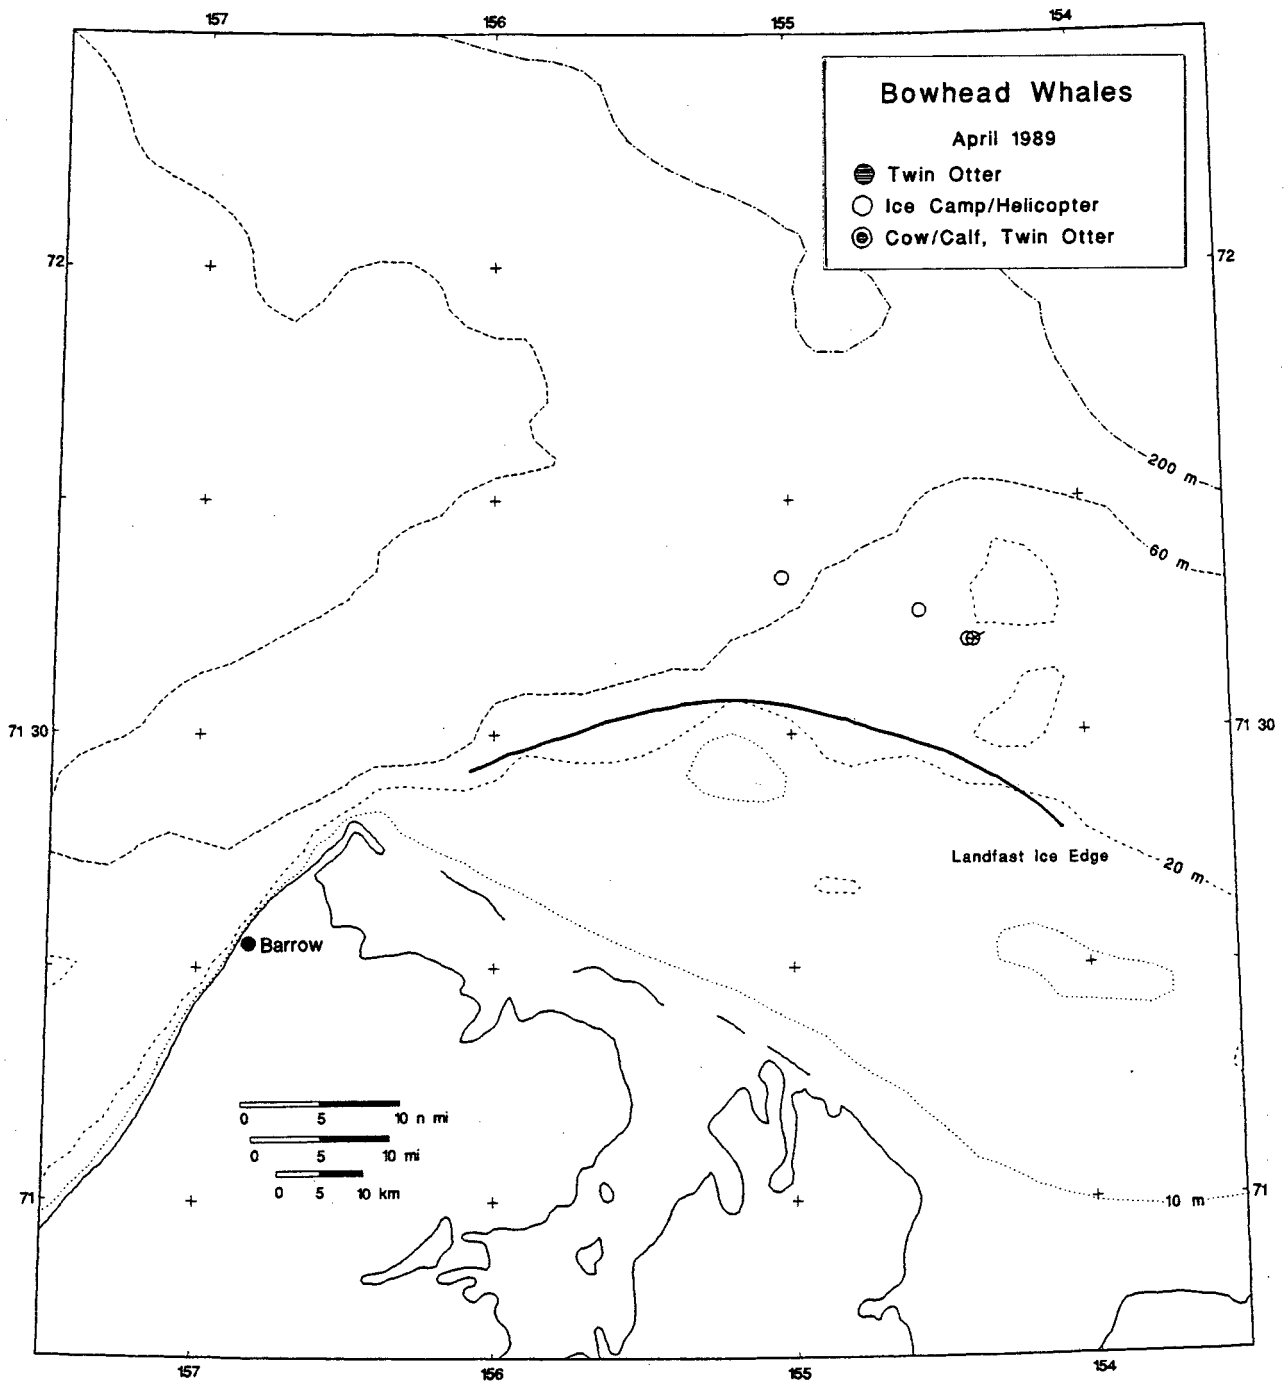 157 156 155 154
Bowhead Whales
April 1989
Twin Otter
Ice Camp/Helicopter
Cow/Calf, Twin Otter
72 72
200 m
60 m
71 30 71 30
Landfast Ice Edge
20 m
Barrow
0 5 10 n mi
0 5 10 mi
0 5 10 km
71 10 m 71
157 156 155 154